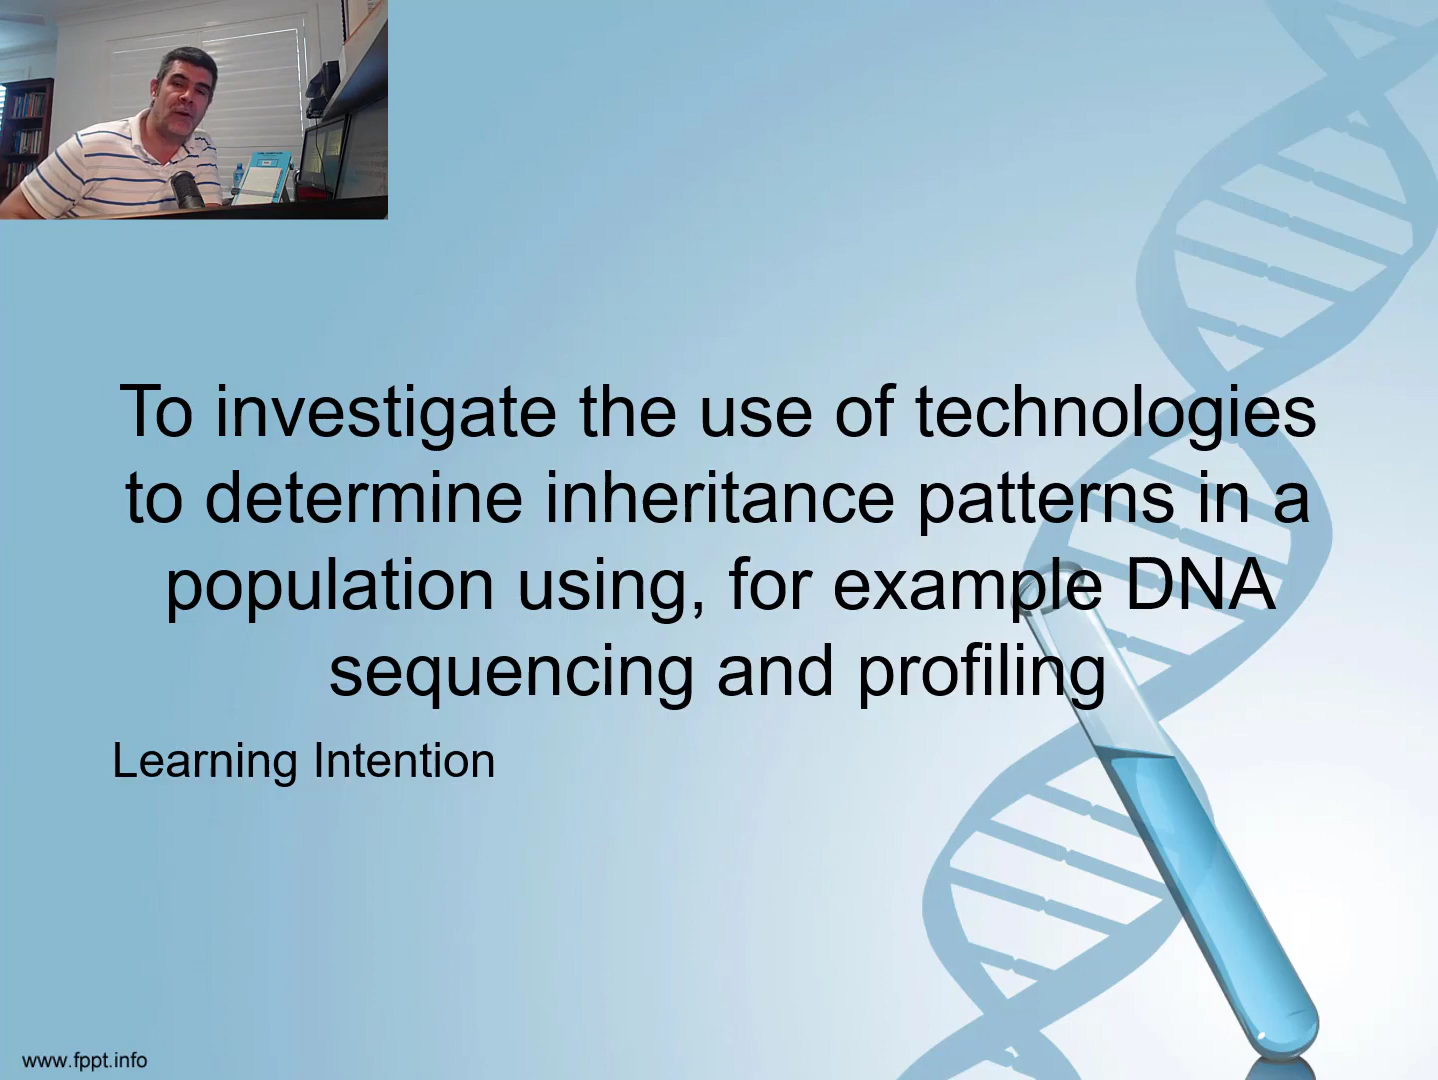 To investigate the use of technologies
to determine inheritance patterns in a
population using, for example DNA
sequencing and profiling
Learning Intention
www.fppt.info